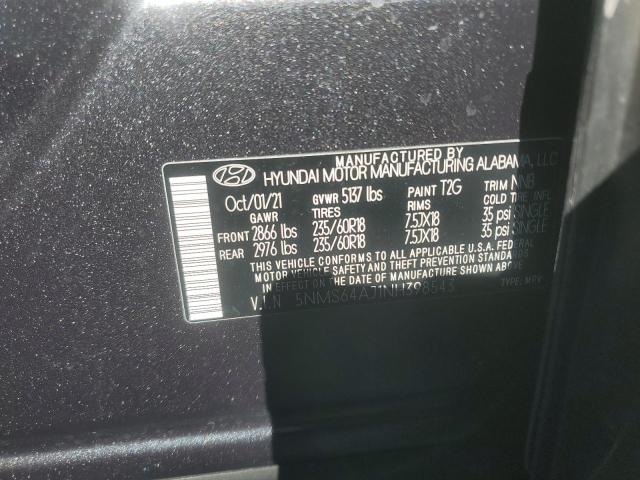 MANUFACTURED BY
HYUNDAI MOTOR MANUFACTURING ALABAMA, LLC
Oct/01/21 GVWR 5137 lbs PAINT T2G TRIM NNB
GAWR TIRES RIMS COLD TIRE INFL
FRONT 2866 lbs 235/60R18 7.5JX18 35 psi SINGLE
REAR 2976 lbs 235/60R18 7.5JX18 35 psi SINGLE
THIS VEHICLE CONFORMS TO ALL APPLICABLE U.S.A. FEDERAL
MOTOR VEHICLE SAFETY AND THEFT PREVENTION STANDARDS
IN EFFECT ON THE DATE OF MANUFACTURE SHOWN ABOVE.
V.I.N 5NMS64AJ1NH398543 TYPE: MPV